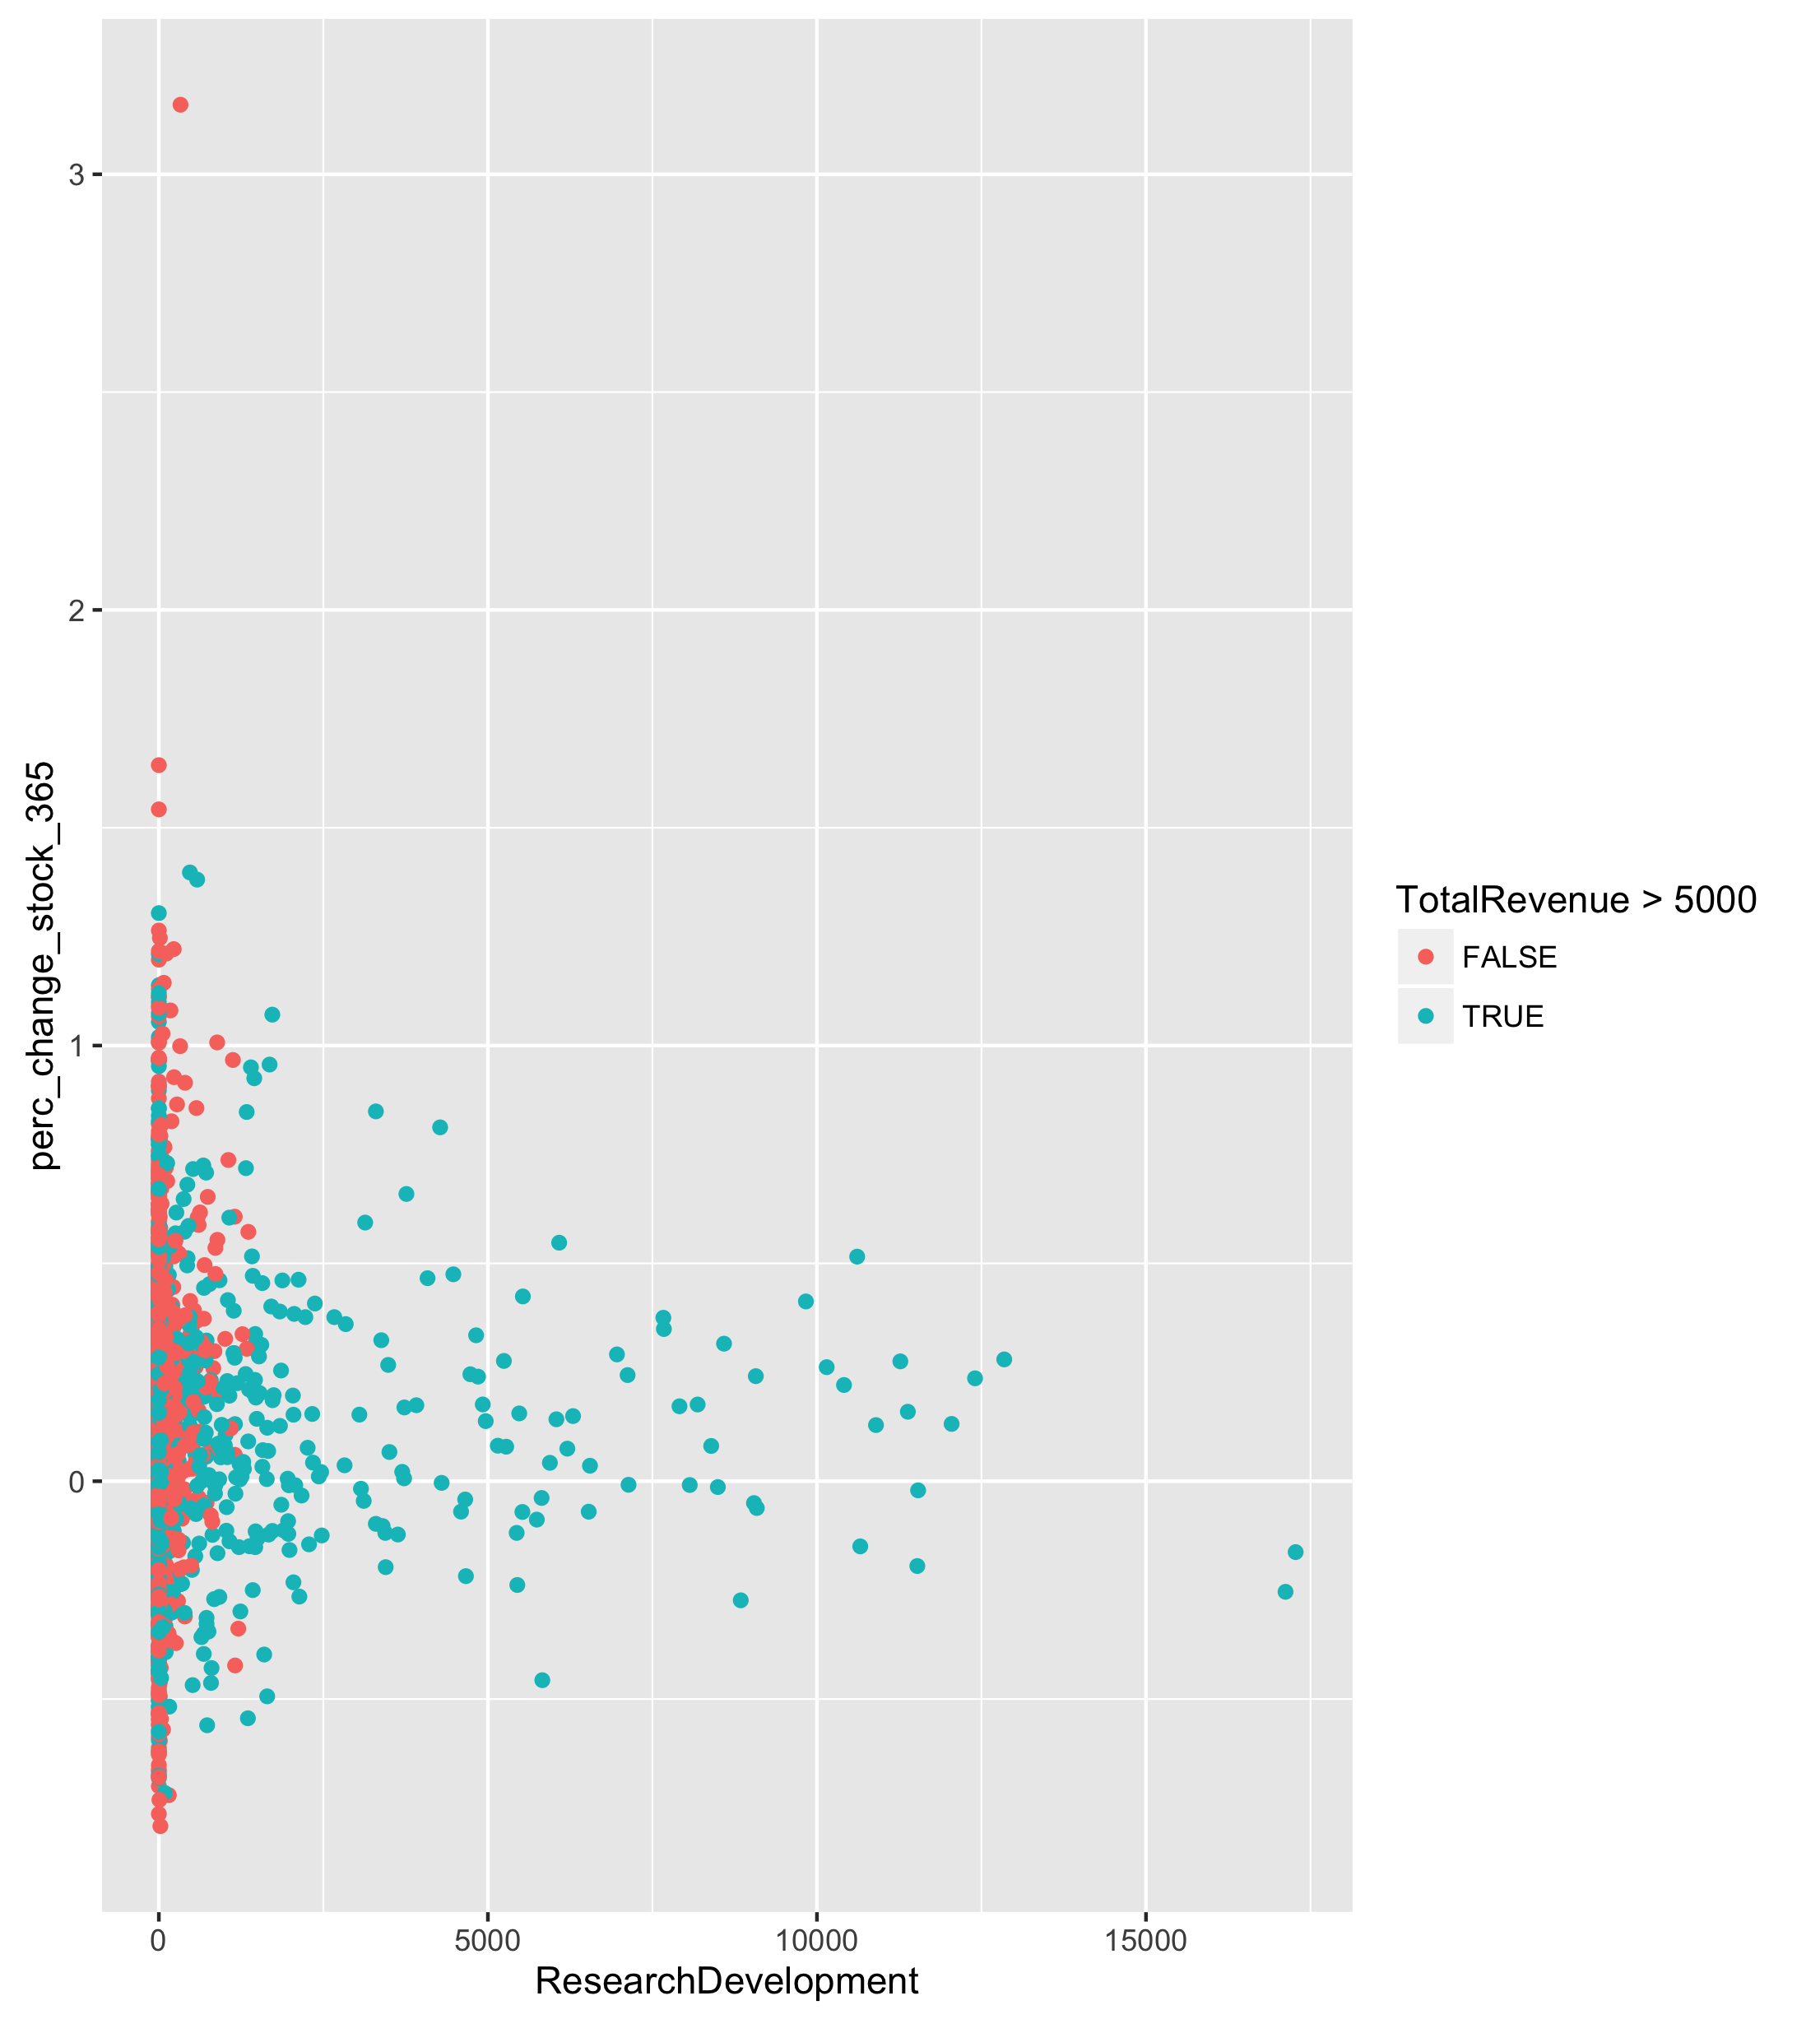 3
2
1
0
perc_change_stock_365
0
5000
10000
15000
ResearchDevelopment
TotalRevenue > 5000
FALSE
TRUE